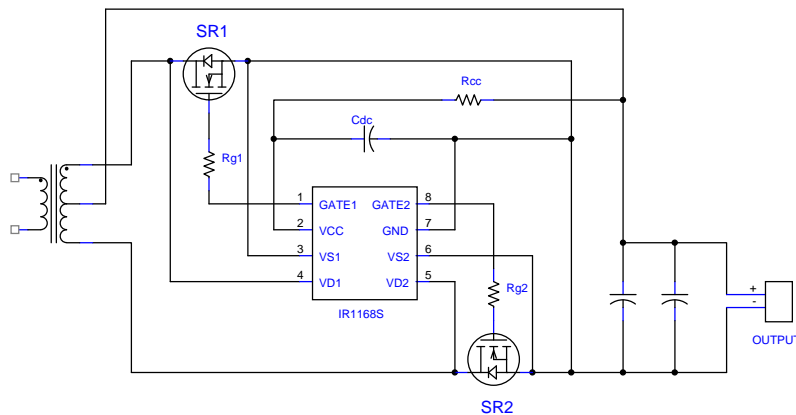 SR1
Rcc
Cdc
Rg1
1 GATE1 GATE2 8
2 VCC GND 7
3 VS1 VS2 6
4 VD1 VD2 5
Rg2
IR1168S
+
-
OUTPUT
SR2